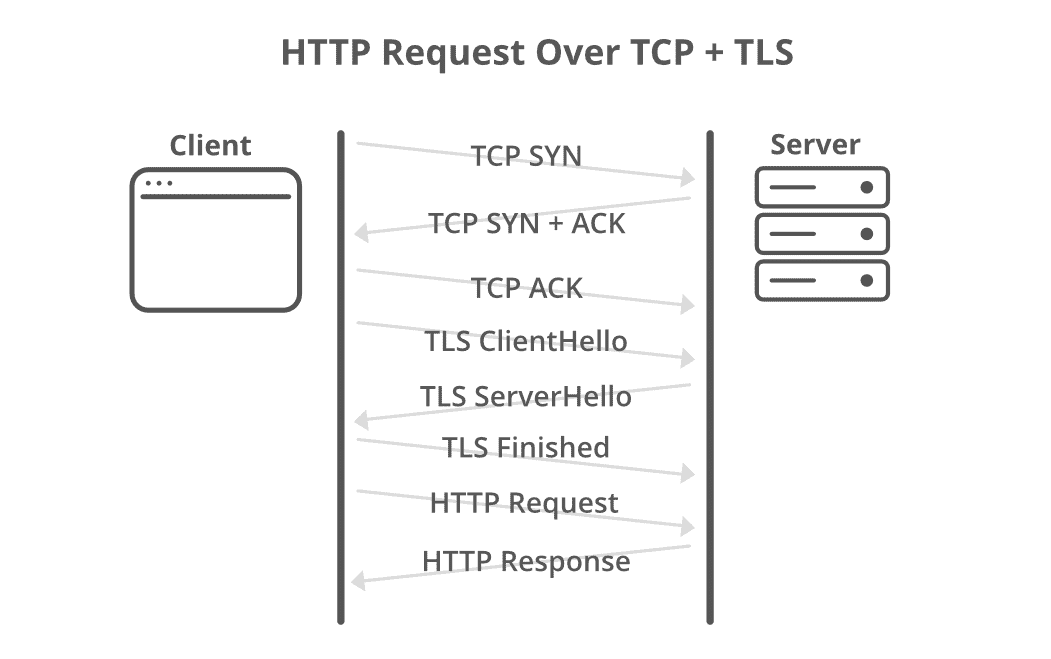 HTTP Request Over TCP + TLS
Client
Server
TCP SYN
TCP SYN + ACK
TCP ACK
TLS ClientHello
TLS ServerHello
TLS Finished
HTTP Request
HTTP Response